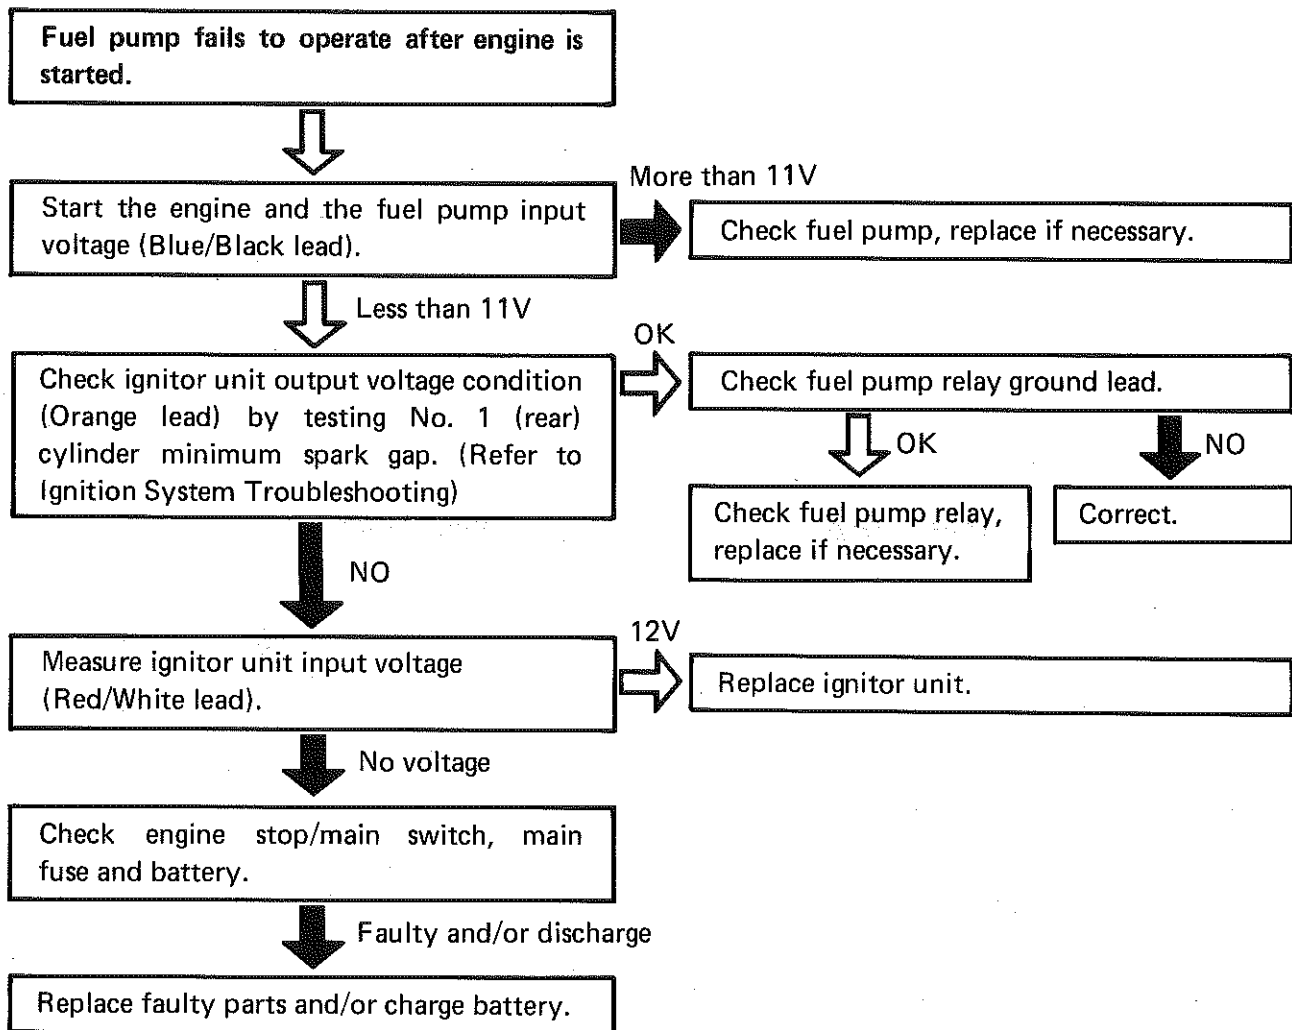 Fuel pump fails to operate after engine is
started.
More than 11V
Start the engine and the fuel pump input
voltage (Blue/Black lead).
Check fuel pump, replace if necessary.
Less than 11V
OK
Check ignitor unit output voltage condition
(Orange lead) by testing No. 1 (rear)
cylinder minimum spark gap. (Refer to
Ignition System Troubleshooting)
Check fuel pump relay ground lead.
OK
NO
Check fuel pump relay,
replace if necessary.
Correct.
NO
12V
Measure ignitor unit input voltage
(Red/White lead).
Replace ignitor unit.
No voltage
Check engine stop/main switch, main
fuse and battery.
Faulty and/or discharge
Replace faulty parts and/or charge battery.